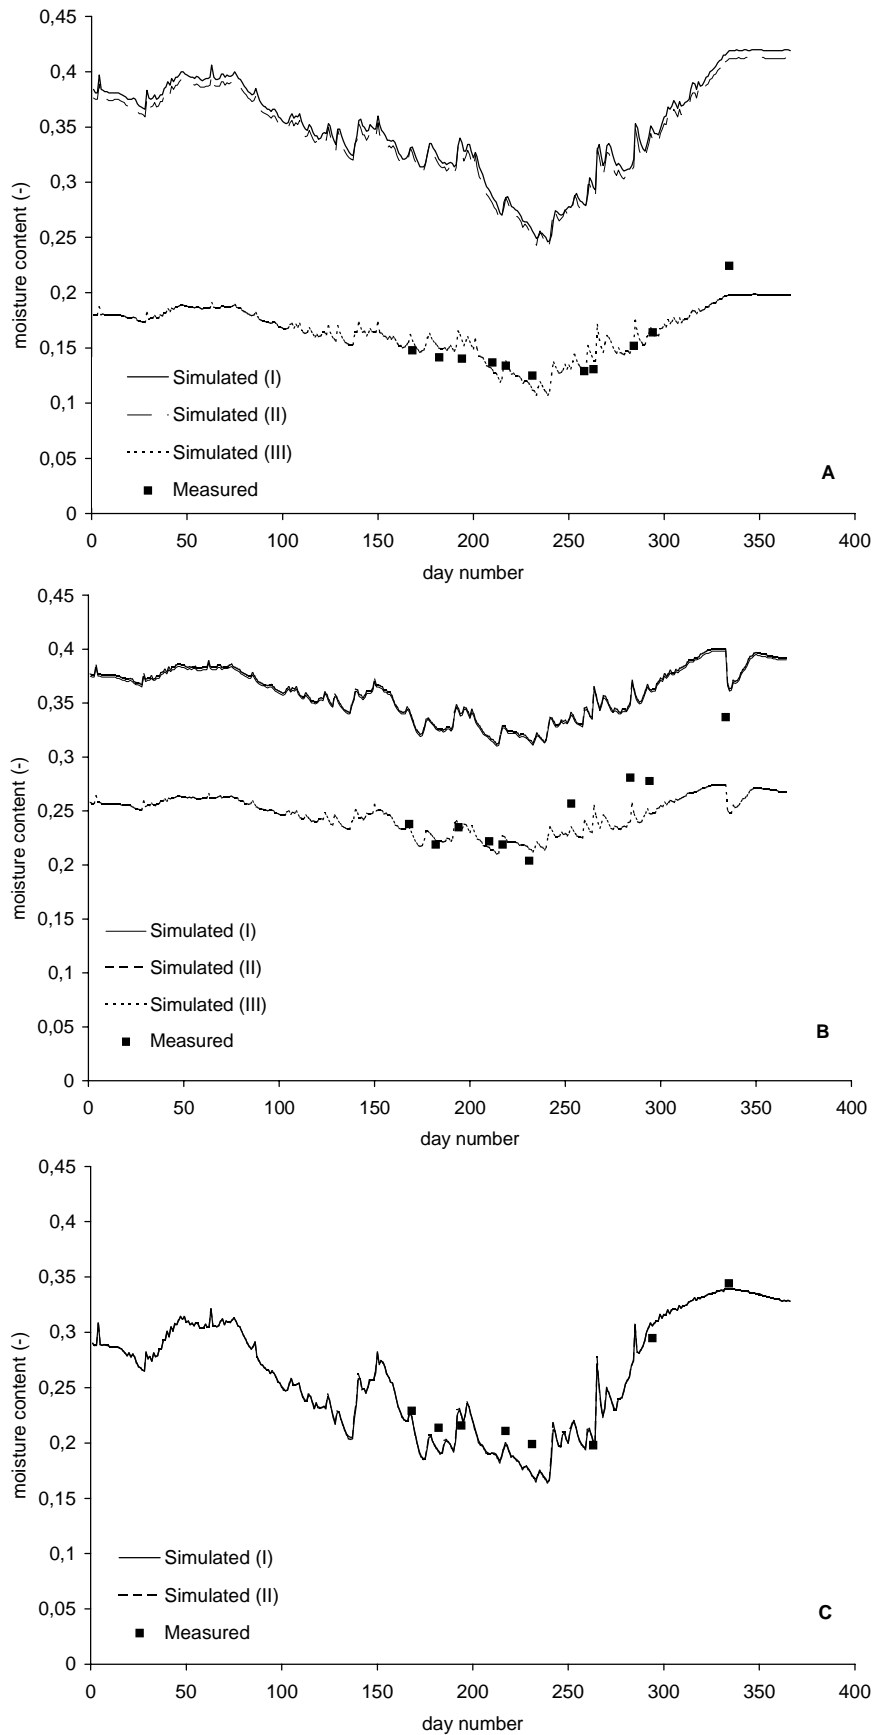 0,45
0,4
0,35
0,3
0,25
0,2
0,15
0,1
0,05
0
moisture content (-)
Simulated (I)
Simulated (II)
Simulated (III)
Measured
A
0 50 100 150 200 250 300 350 400
day number
0,45
0,4
0,35
0,3
0,25
0,2
0,15
0,1
0,05
0
moisture content (-)
Simulated (I)
Simulated (II)
Simulated (III)
Measured
B
0 50 100 150 200 250 300 350 400
day number
0,45
0,4
0,35
0,3
0,25
0,2
0,15
0,1
0,05
0
moisture content (-)
Simulated (I)
Simulated (II)
Measured
C
0 50 100 150 200 250 300 350 400
day number